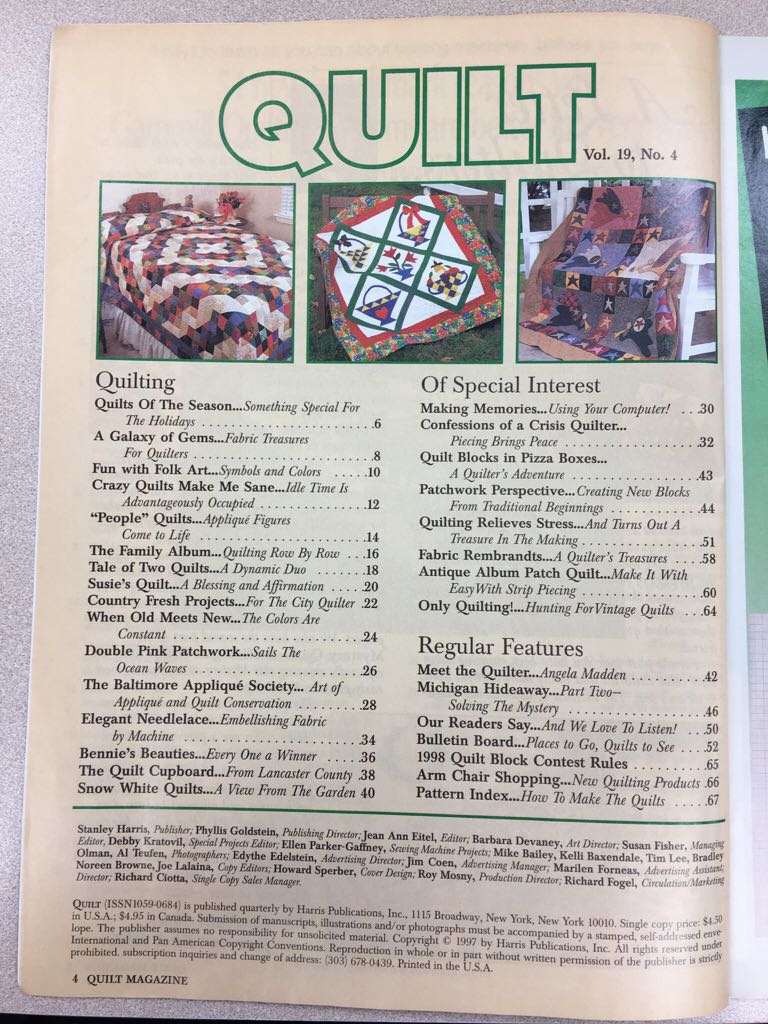 QUILT
Vol. 19, No. 4
Quilting
Quilts Of The Season...Something Special For
The Holidays . . . . . . . . . . . . . . . . . . . . . .6
A Galaxy of Gems...Fabric Treasures
For Quilters . . . . . . . . . . . . . . . . . . . . . .8
Fun with Folk Art...Symbols and Colors . . . . .10
Crazy Quilts Make Me Sane...Idle Time Is
Advantageously Occupied . . . . . . . . . . . .12
"People" Quilts...Appliqué Figures
Come to Life . . . . . . . . . . . . . . . . . . . . .14
The Family Album...Quilting Row By Row . . .16
Tale of Two Quilts...A Dynamic Duo . . . . . . .18
Susie's Quilt...A Blessing and Affirmation . . . .20
Country Fresh Projects...For The City Quilter .22
When Old Meets New...The Colors Are
Constant . . . . . . . . . . . . . . . . . . . . . . .24
Double Pink Patchwork...Sails The
Ocean Waves . . . . . . . . . . . . . . . . . . . .26
The Baltimore Appliqué Society... Art of
Appliqué and Quilt Conservation . . . . . . . .28
Elegant Needlelace...Embellishing Fabric
by Machine . . . . . . . . . . . . . . . . . . . . .34
Bennie's Beauties...Every One a Winner . . . . .36
The Quilt Cupboard...From Lancaster County .38
Snow White Quilts...A View From The Garden 40
Of Special Interest
Making Memories...Using Your Computer! . . .30
Confessions of a Crisis Quilter...
Piecing Brings Peace . . . . . . . . . . . . . . . .32
Quilt Blocks in Pizza Boxes...
A Quilter's Adventure . . . . . . . . . . . . . . .43
Patchwork Perspective...Creating New Blocks
From Traditional Beginnings . . . . . . . . . . .44
Quilting Relieves Stress...And Turns Out A
Treasure In The Making . . . . . . . . . . . . . .51
Fabric Rembrandts...A Quilter's Treasures . . . .58
Antique Album Patch Quilt...Make It With
Easy With Strip Piecing . . . . . . . . . . . . . .60
Only Quilting!...Hunting For Vintage Quilts . . .64
Regular Features
Meet the Quilter...Angela Madden . . . . . . . .42
Michigan Hideaway...Part Two—
Solving The Mystery . . . . . . . . . . . . . . . .46
Our Readers Say...And We Love To Listen! . . .50
Bulletin Board...Places to Go, Quilts to See . . .52
1998 Quilt Block Contest Rules . . . . . . . . . .65
Arm Chair Shopping...New Quilting Products .66
Pattern Index...How To Make The Quilts . . . . .67
Stanley Harris, Publisher; Phyllis Goldstein, Publishing Director; Jean Ann Eitel, Editor; Barbara Devaney, Art Director; Susan Fisher, Managing
Editor, Debby Kratovil, Special Projects Editor; Ellen Parker-Gaffney, Sewing Machine Projects; Mike Bailey, Kelli Baxendale, Tim Lee, Bradley
Olman, Al Teufen, Photographers; Edythe Edelstein, Advertising Director; Jim Coen, Advertising Manager; Marilen Forneas, Advertising Assistant;
Noreen Browne, Joe Lalaina, Copy Editors; Howard Sperber, Cover Design; Roy Mosny, Production Director; Richard Fogel, Circulation/Marketing
Director; Richard Ciotta, Single Copy Sales Manager.
QUILT (ISSN1059-0684) is published quarterly by Harris Publications, Inc., 1115 Broadway, New York, New York 10010. Single copy price: $4.50
in U.S.A.; $4.95 in Canada. Submission of manuscripts, illustrations and/or photographs must be accompanied by a stamped, self-addressed enve-
lope. The publisher assumes no responsibility for unsolicited material. Copyright © 1997 by Harris Publications, Inc. All rights reserved under
International and Pan American Copyright Conventions. Reproduction in whole or in part without written permission of the publisher is strictly
prohibited. subscription inquiries and change of address: (303) 678-0439. Printed in the U.S.A.
4 QUILT MAGAZINE